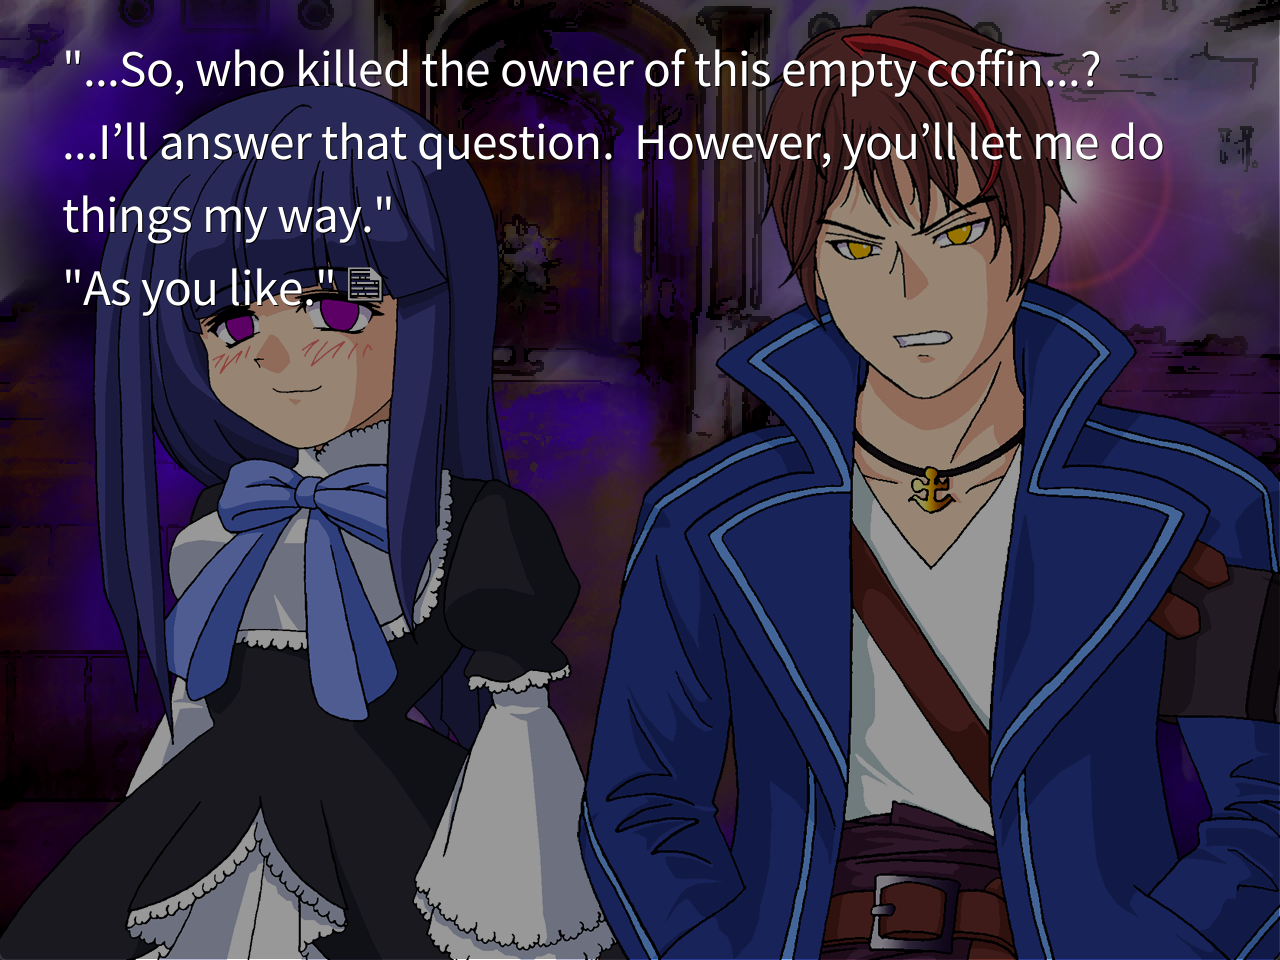 "...So, who killed the owner of this empty coffin...?
...I’ll answer that question.  However, you’ll let me do
things my way."
"As you like."